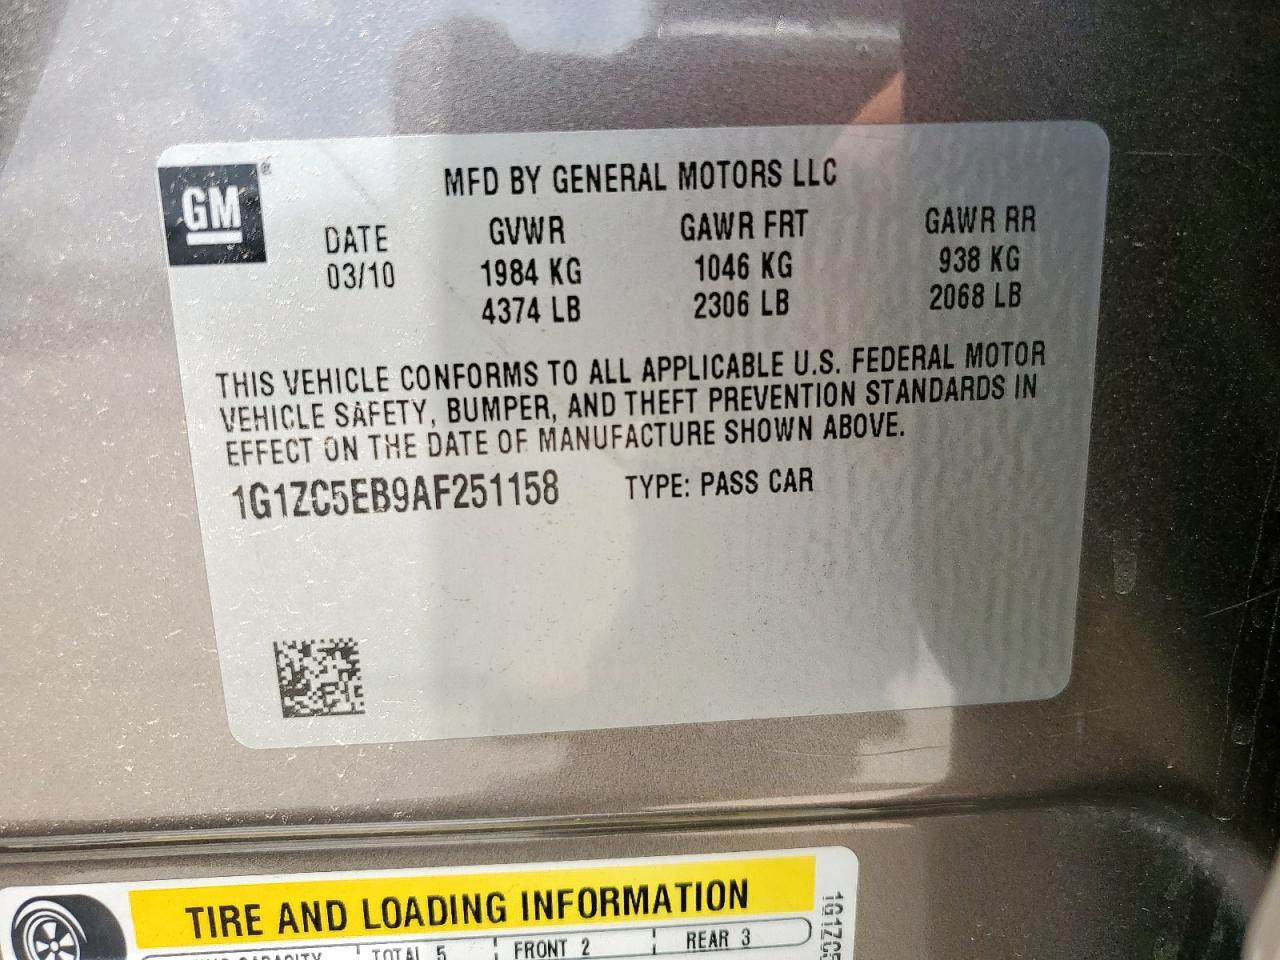 GM®
MFD BY GENERAL MOTORS LLC
DATE GVWR GAWR FRT GAWR RR
03/10 1984 KG 1046 KG 938 KG
4374 LB 2306 LB 2068 LB
THIS VEHICLE CONFORMS TO ALL APPLICABLE U.S. FEDERAL MOTOR
VEHICLE SAFETY, BUMPER, AND THEFT PREVENTION STANDARDS IN
EFFECT ON THE DATE OF MANUFACTURE SHOWN ABOVE.
1G1ZC5EB9AF251158 TYPE: PASS CAR
TIRE AND LOADING INFORMATION
CAPACITY TOTAL 5 FRONT 2 REAR 3